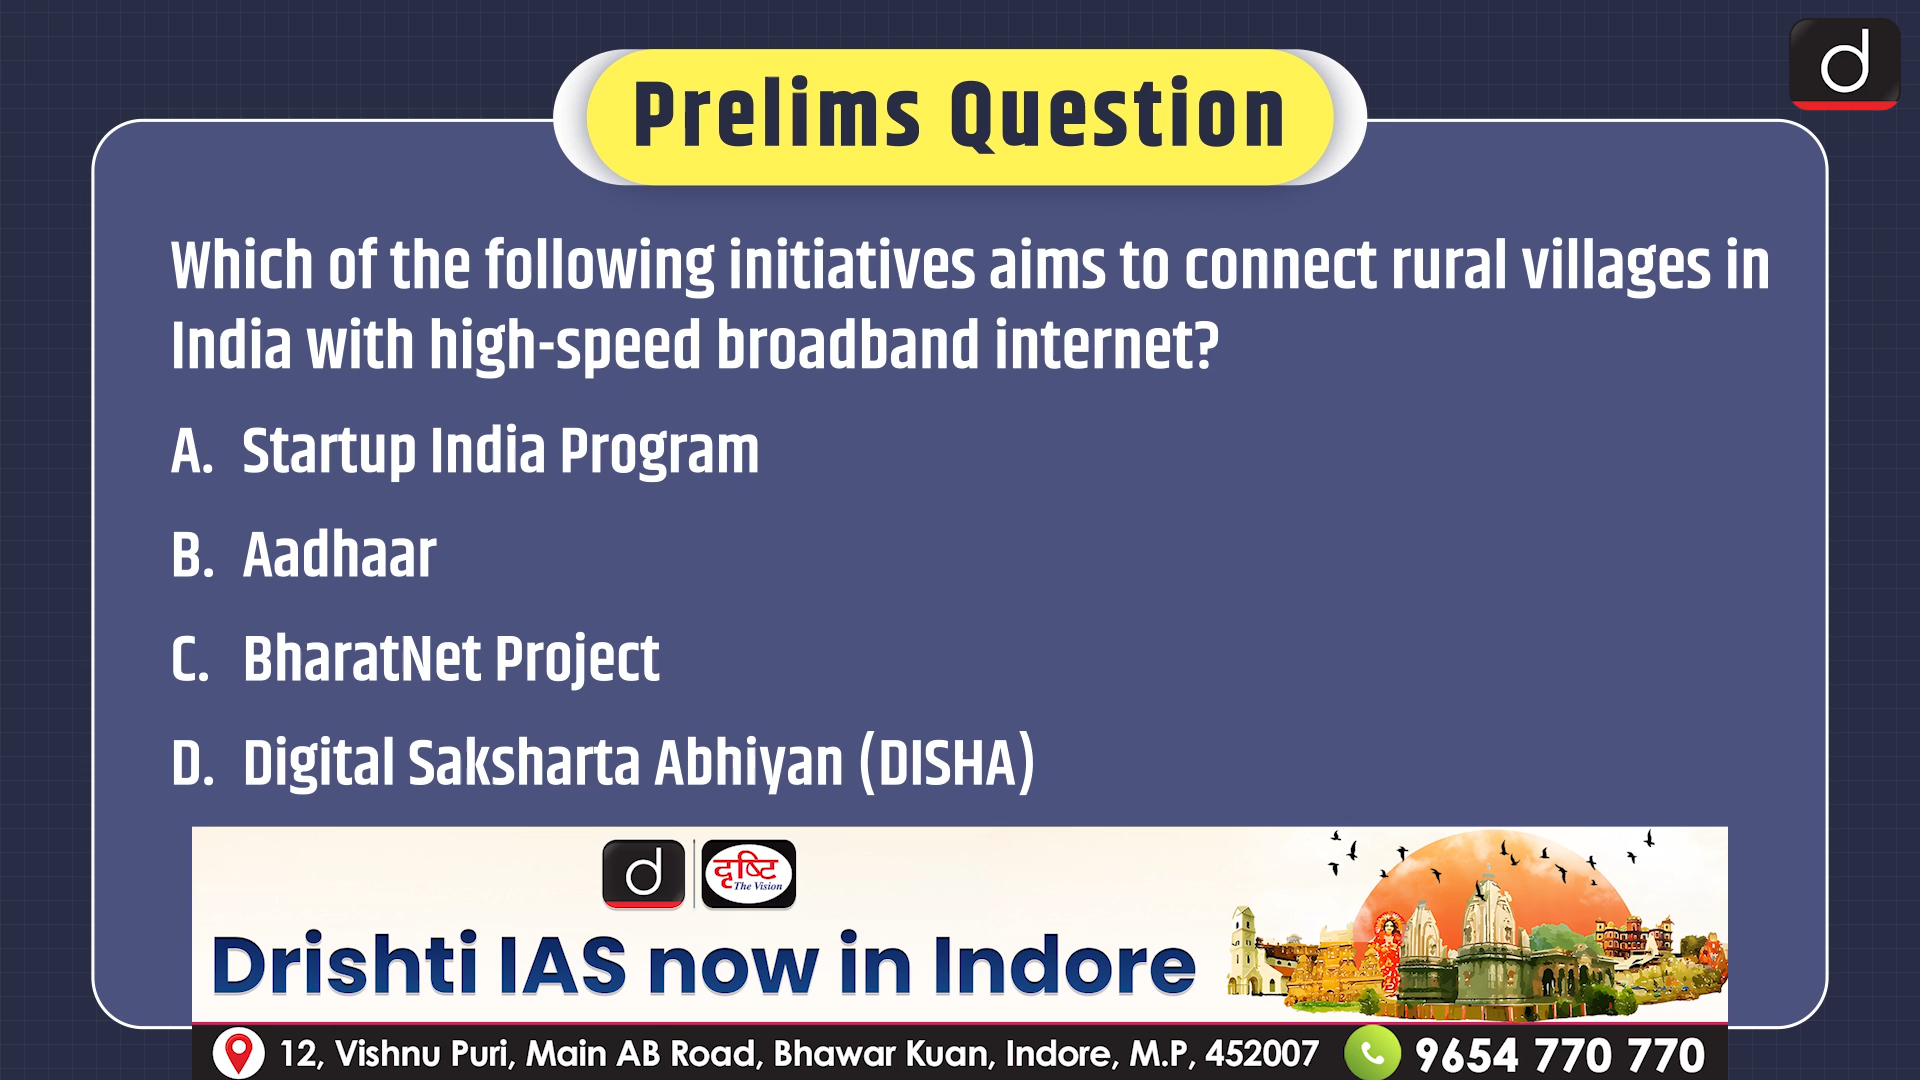 d
Prelims Question
Which of the following initiatives aims to connect rural villages in
India with high-speed broadband internet?
A. Startup India Program
B. Aadhaar
C. BharatNet Project
D. Digital Saksharta Abhiyan (DISHA)
d
दृष्टि
The Vision
Drishti IAS now in Indore
12, Vishnu Puri, Main AB Road, Bhawar Kuan, Indore, M.P, 452007
9654 770 770